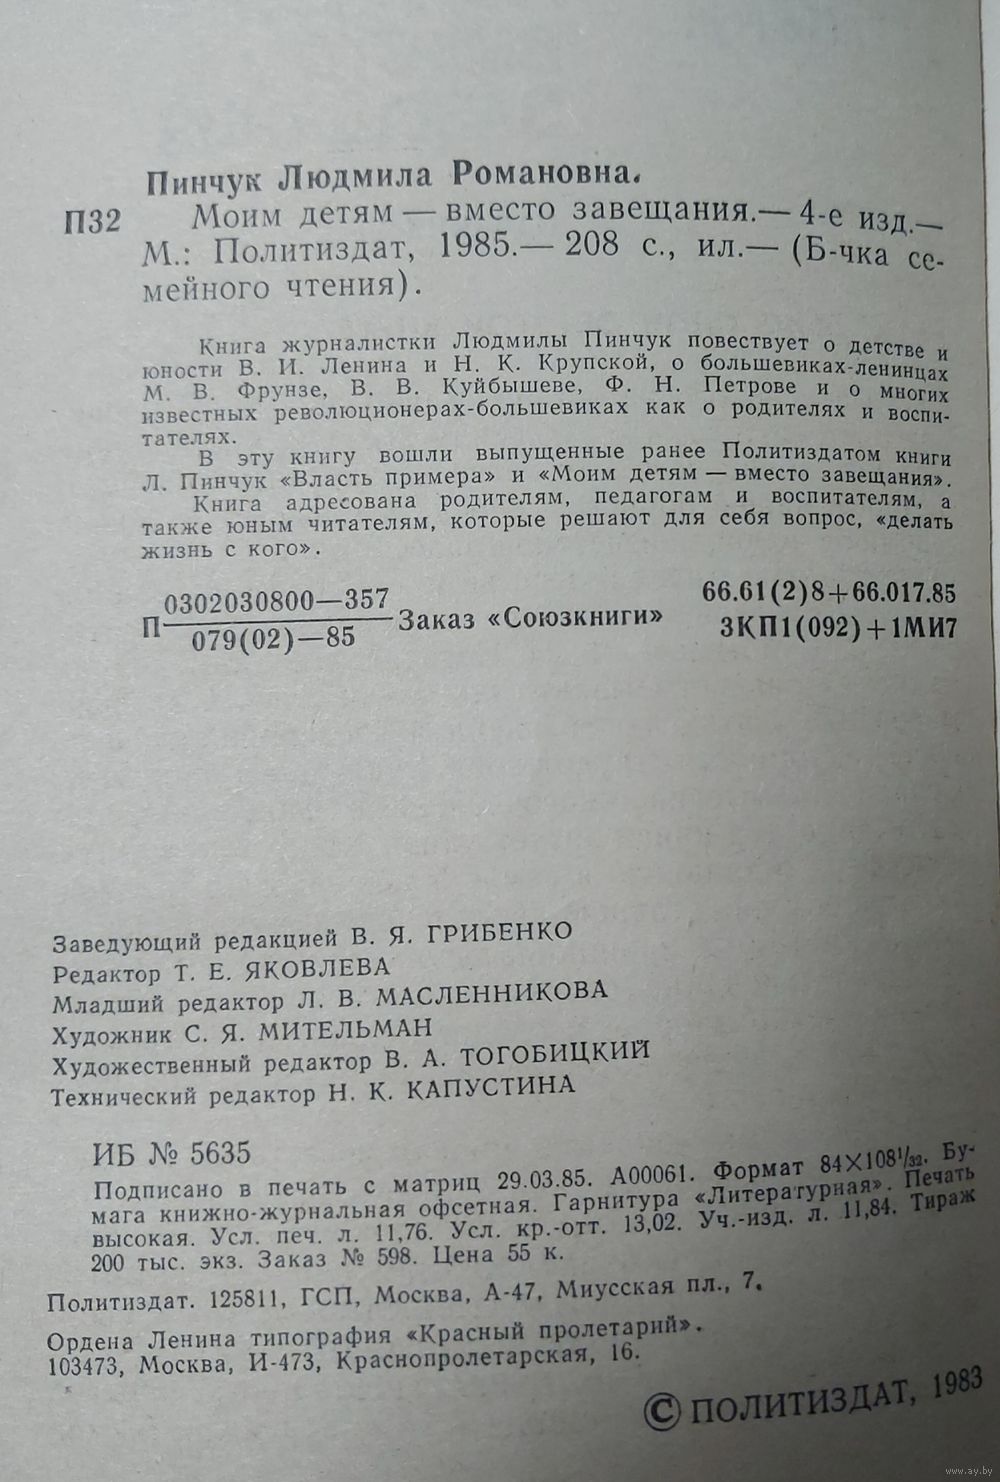 Пинчук Людмила Романовна.
П32 Моим детям — вместо завещания.— 4-е изд.—
М.: Политиздат, 1985.— 208 с., ил.— (Б-чка се-
мейного чтения).
Книга журналистки Людмилы Пинчук повествует о детстве и
юности В. И. Ленина и Н. К. Крупской, о большевиках-ленинцах
М. В. Фрунзе, В. В. Куйбышеве, Ф. Н. Петрове и о многих
известных революционерах-большевиках как о родителях и воспи-
тателях.
В эту книгу вошли выпущенные ранее Политиздатом книги
Л. Пинчук «Власть примера» и «Моим детям — вместо завещания».
Книга адресована родителям, педагогам и воспитателям, а
также юным читателям, которые решают для себя вопрос, «делать
жизнь с кого».
П 0302030800—357 / 079(02)—85 Заказ «Союзкниги» 66.61(2)8+66.017.85
3КП1(092)+1МИ7
Заведующий редакцией В. Я. ГРИБЕНКО
Редактор Т. Е. ЯКОВЛЕВА
Младший редактор Л. В. МАСЛЕННИКОВА
Художник С. Я. МИТЕЛЬМАН
Художественный редактор В. А. ТОГОБИЦКИЙ
Технический редактор Н. К. КАПУСТИНА
ИБ № 5635
Подписано в печать с матриц 29.03.85. А00061. Формат 84×108¹/₃₂. Бу-
мага книжно-журнальная офсетная. Гарнитура «Литературная». Печать
высокая. Усл. печ. л. 11,76. Усл. кр.-отт. 13,02. Уч.-изд. л. 11,84. Тираж
200 тыс. экз. Заказ № 598. Цена 55 к.
Политиздат. 125811, ГСП, Москва, А-47, Миусская пл., 7.
Ордена Ленина типография «Красный пролетарий».
103473, Москва, И-473, Краснопролетарская, 16.
© ПОЛИТИЗДАТ, 1983
www.ay.by